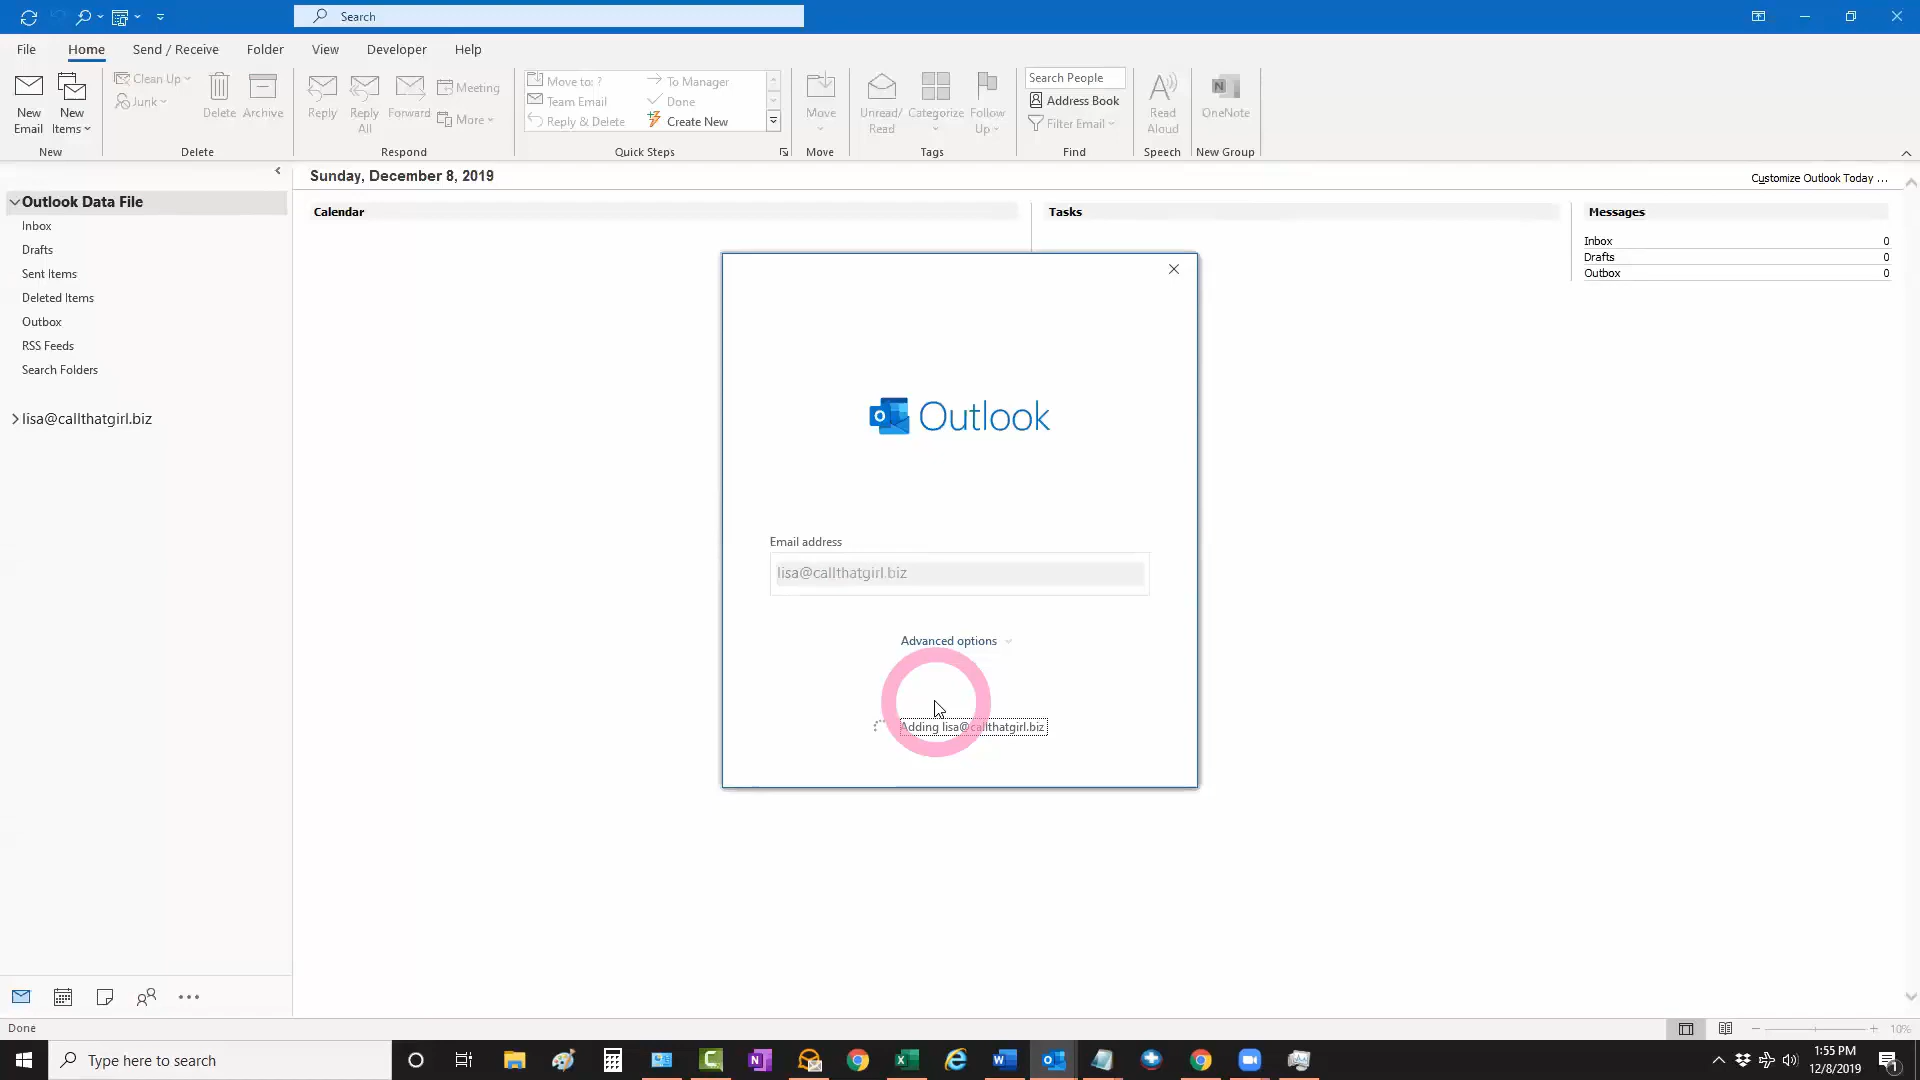 Search
File Home Send / Receive Folder View Developer Help
New Email
New Items
Clean Up
Junk
Delete
Archive
Reply
Reply All
Forward
Meeting
More
Move to: ?
Team Email
Reply & Delete
To Manager
Done
Create New
Move
Unread/ Read
Categorize
Follow Up
Search People
Address Book
Filter Email
Read Aloud
OneNote
New
Delete
Respond
Quick Steps
Move
Tags
Find
Speech
New Group
Outlook Data File
Inbox
Drafts
Sent Items
Deleted Items
Outbox
RSS Feeds
Search Folders
lisa@callthatgirl.biz
Sunday, December 8, 2019
Customize Outlook Today ...
Calendar
Tasks
Messages
Inbox 0
Drafts 0
Outbox 0
Outlook
Email address
lisa@callthatgirl.biz
Advanced options
Adding lisa@callthatgirl.biz
Done
10%
Type here to search
1:55 PM
12/8/2019
1